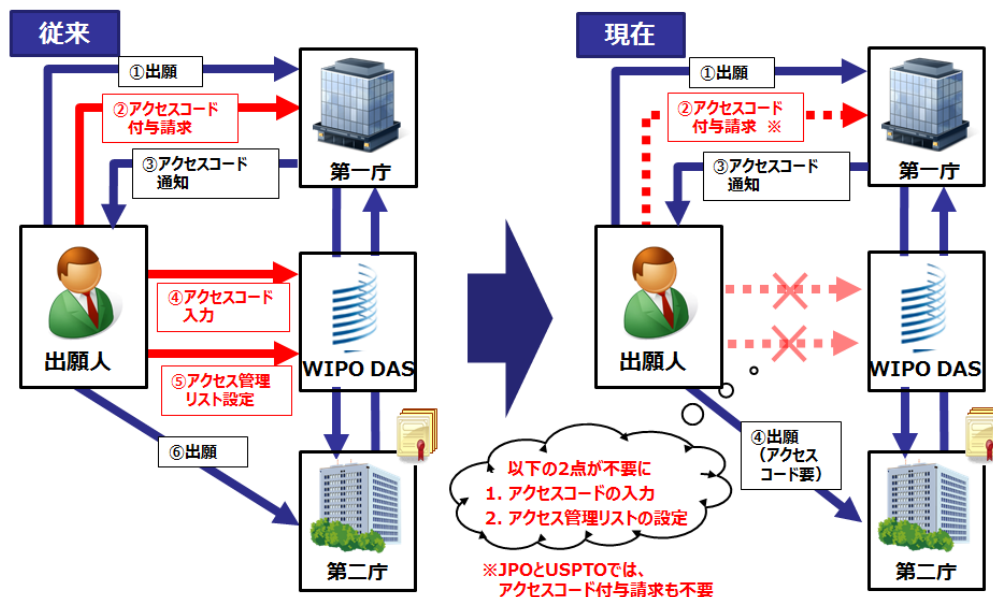 従来
①出願
②アクセスコード
付与請求
③アクセスコード
通知
第一庁
出願人
④アクセスコード
入力
⑤アクセス管理
リスト設定
WIPO DAS
⑥出願
第二庁
現在
①出願
②アクセスコード
付与請求 ※
③アクセスコード
通知
第一庁
出願人
WIPO DAS
④出願
(アクセス
コード要)
第二庁
以下の2点が不要に
1. アクセスコードの入力
2. アクセス管理リストの設定
※JPOとUSPTOでは、
アクセスコード付与請求も不要